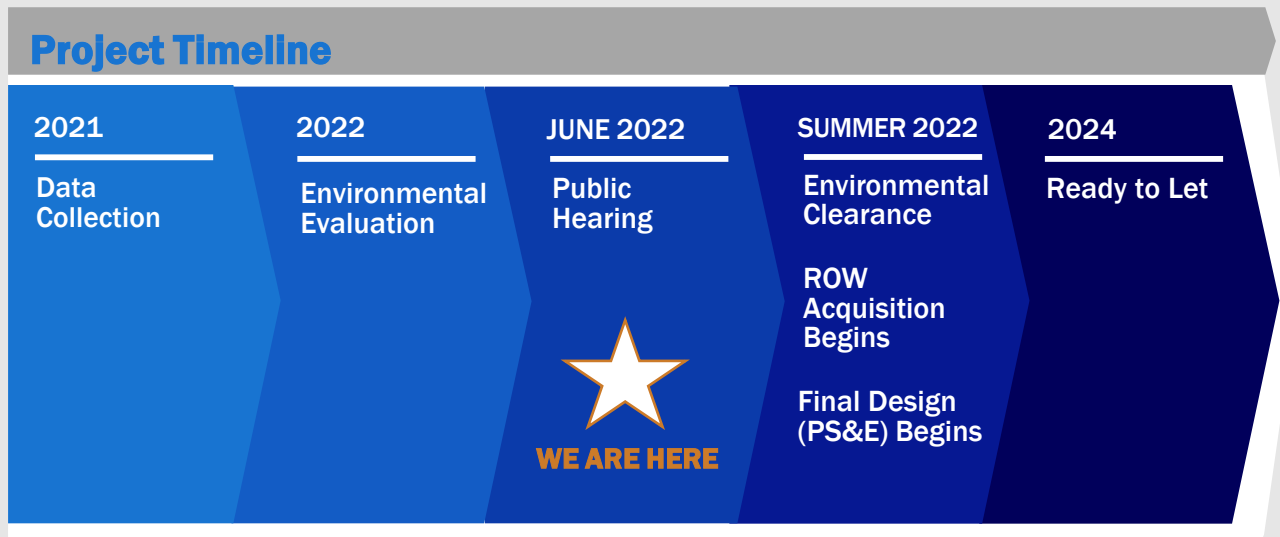 Project Timeline
2021
Data
Collection
2022
Environmental
Evaluation
JUNE 2022
Public
Hearing
WE ARE HERE
SUMMER 2022
Environmental
Clearance
ROW
Acquisition
Begins
Final Design
(PS&E) Begins
2024
Ready to Let